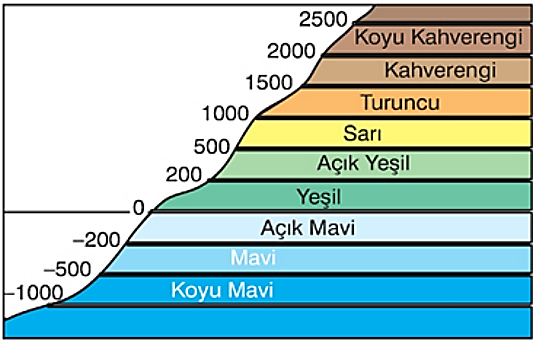 2500
Koyu Kahverengi
2000
Kahverengi
1500
Turuncu
1000
Sarı
500
Açık Yeşil
200
Yeşil
0
Açık Mavi
–200
Mavi
–500
Koyu Mavi
–1000